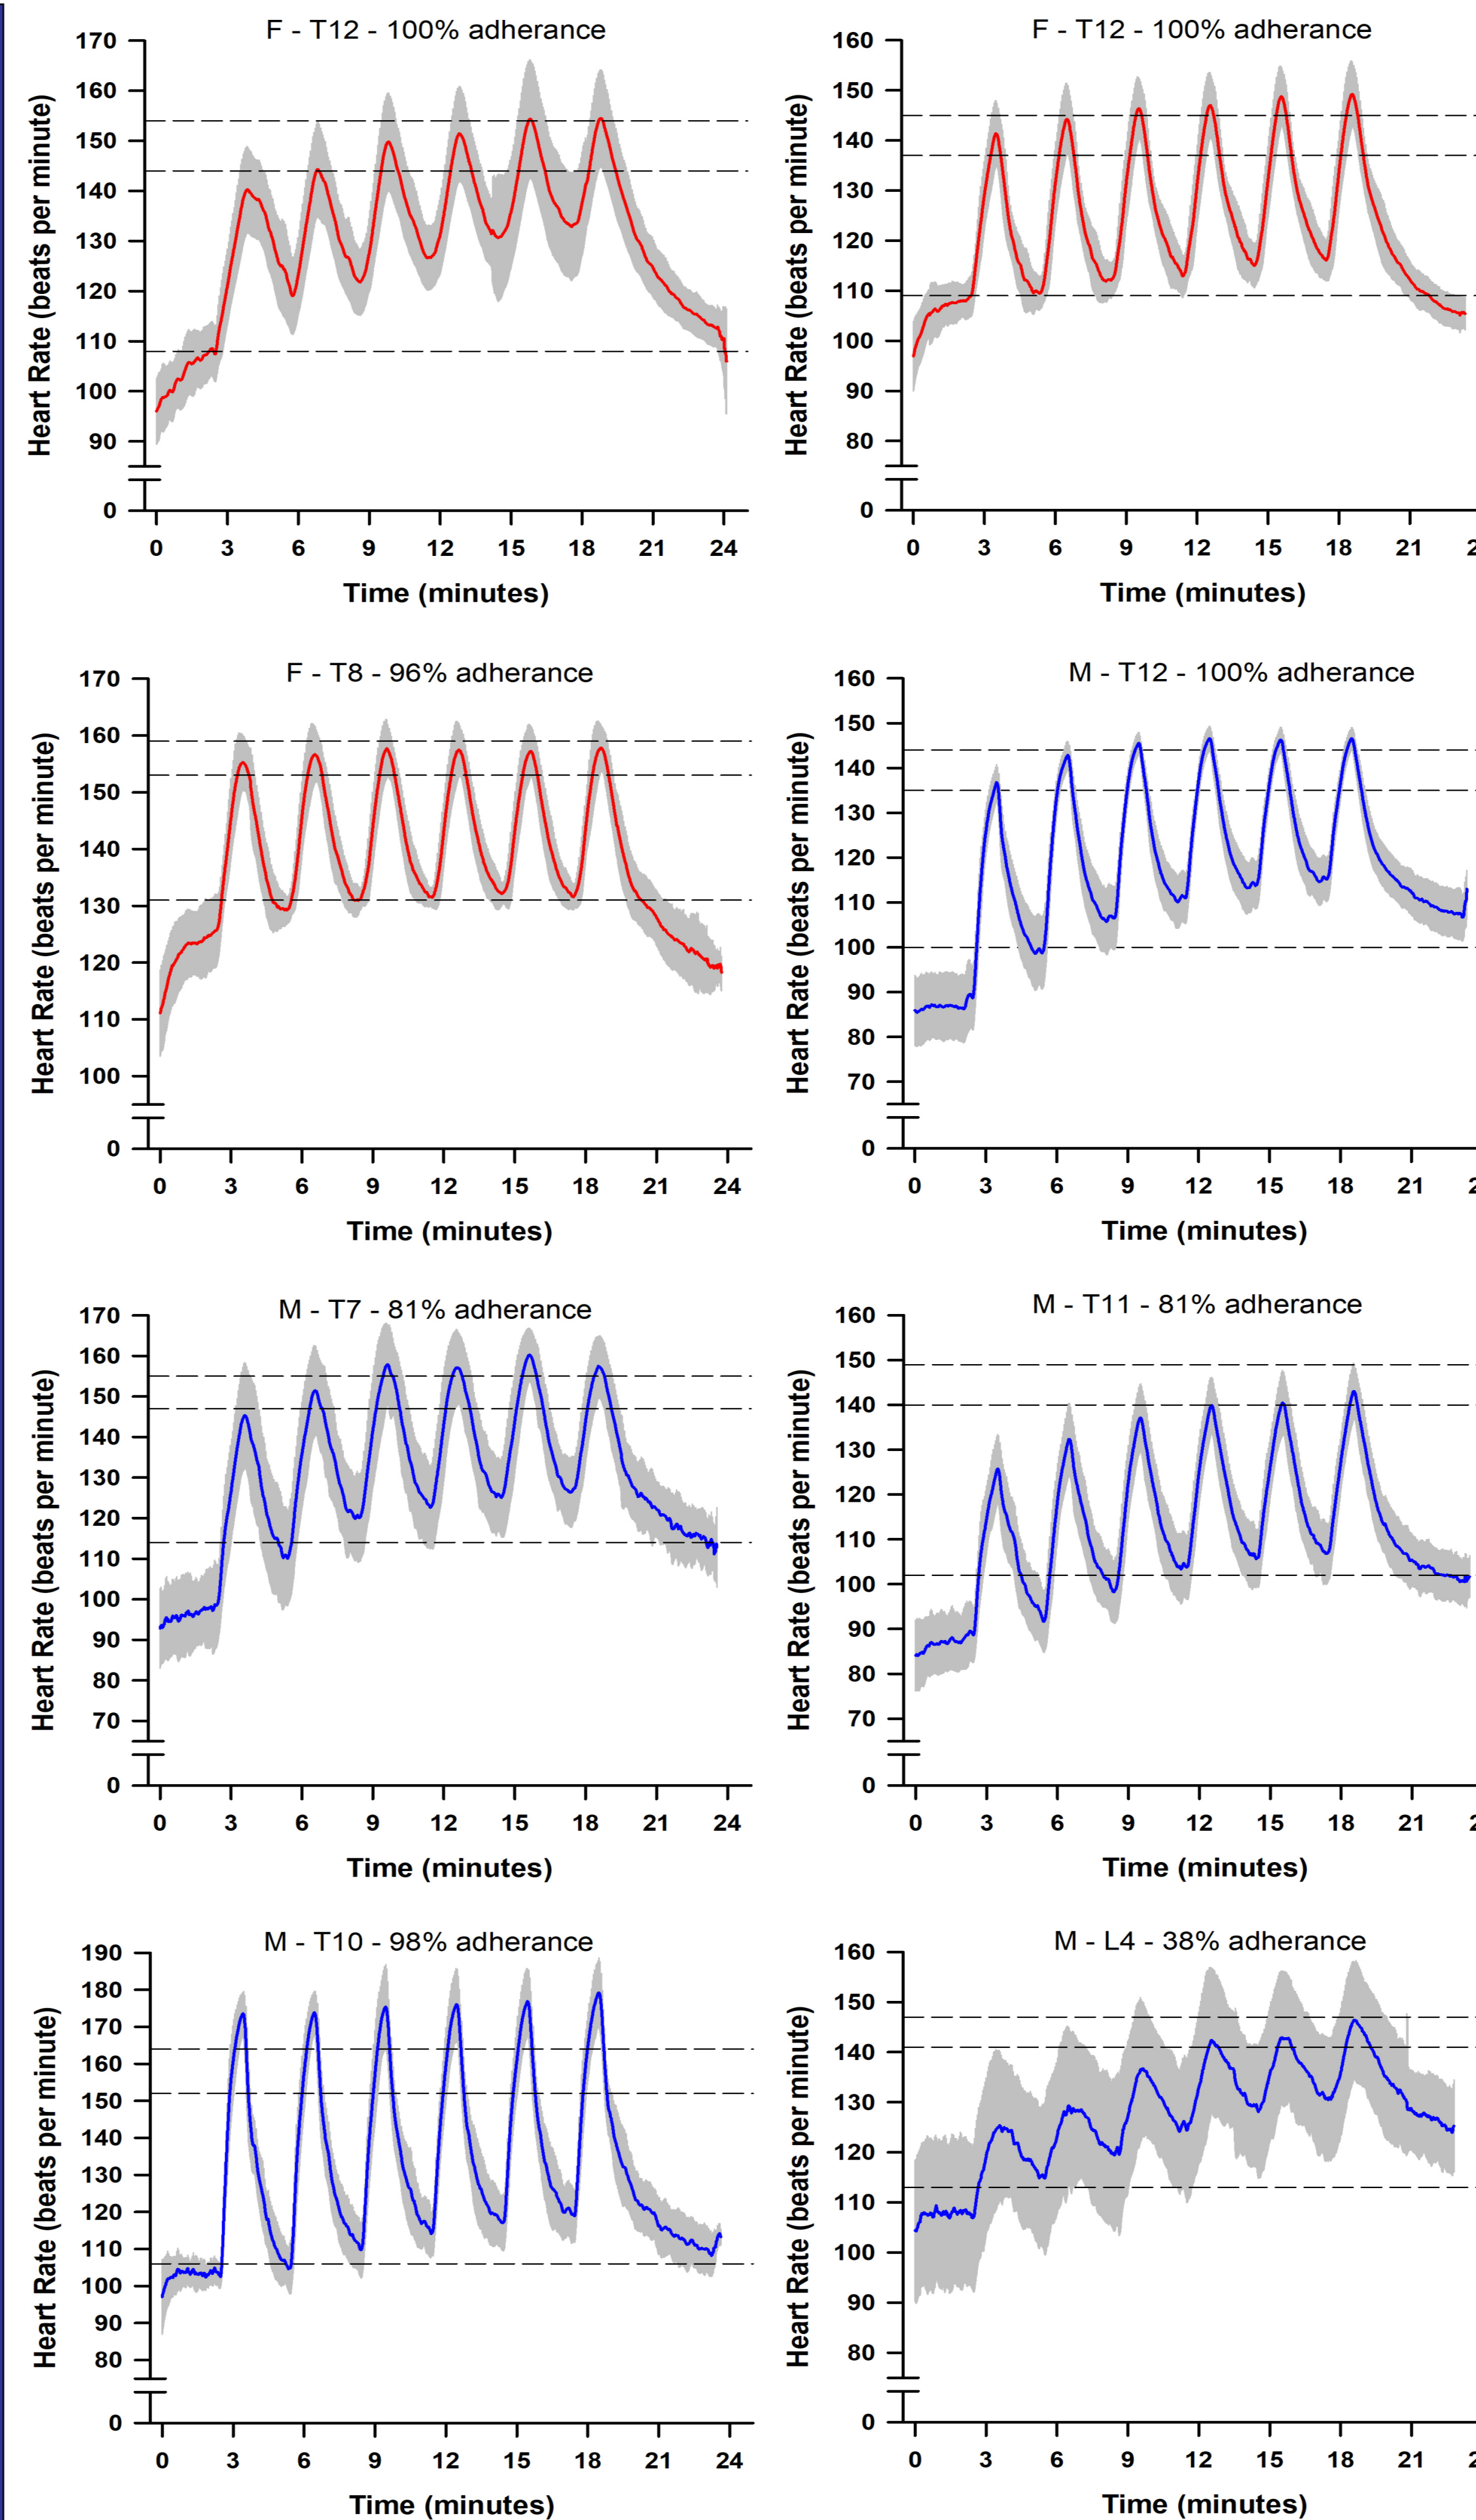 F - T12 - 100% adherance
Heart Rate (beats per minute)
170
160
150
140
130
120
110
100
90
0
0 3 6 9 12 15 18 21 24
Time (minutes)
F - T12 - 100% adherance
Heart Rate (beats per minute)
160
150
140
130
120
110
100
90
80
0
0 3 6 9 12 15 18 21
Time (minutes)
F - T8 - 96% adherance
Heart Rate (beats per minute)
170
160
150
140
130
120
110
100
0
0 3 6 9 12 15 18 21 24
Time (minutes)
M - T12 - 100% adherance
Heart Rate (beats per minute)
160
150
140
130
120
110
100
90
80
70
0
0 3 6 9 12 15 18 21
Time (minutes)
M - T7 - 81% adherance
Heart Rate (beats per minute)
170
160
150
140
130
120
110
100
90
80
70
0
0 3 6 9 12 15 18 21 24
Time (minutes)
M - T11 - 81% adherance
Heart Rate (beats per minute)
160
150
140
130
120
110
100
90
80
70
0
0 3 6 9 12 15 18 21
Time (minutes)
M - T10 - 98% adherance
Heart Rate (beats per minute)
190
180
170
160
150
140
130
120
110
100
90
80
0
0 3 6 9 12 15 18 21 24
Time (minutes)
M - L4 - 38% adherance
Heart Rate (beats per minute)
160
150
140
130
120
110
100
90
80
0
0 3 6 9 12 15 18 21
Time (minutes)